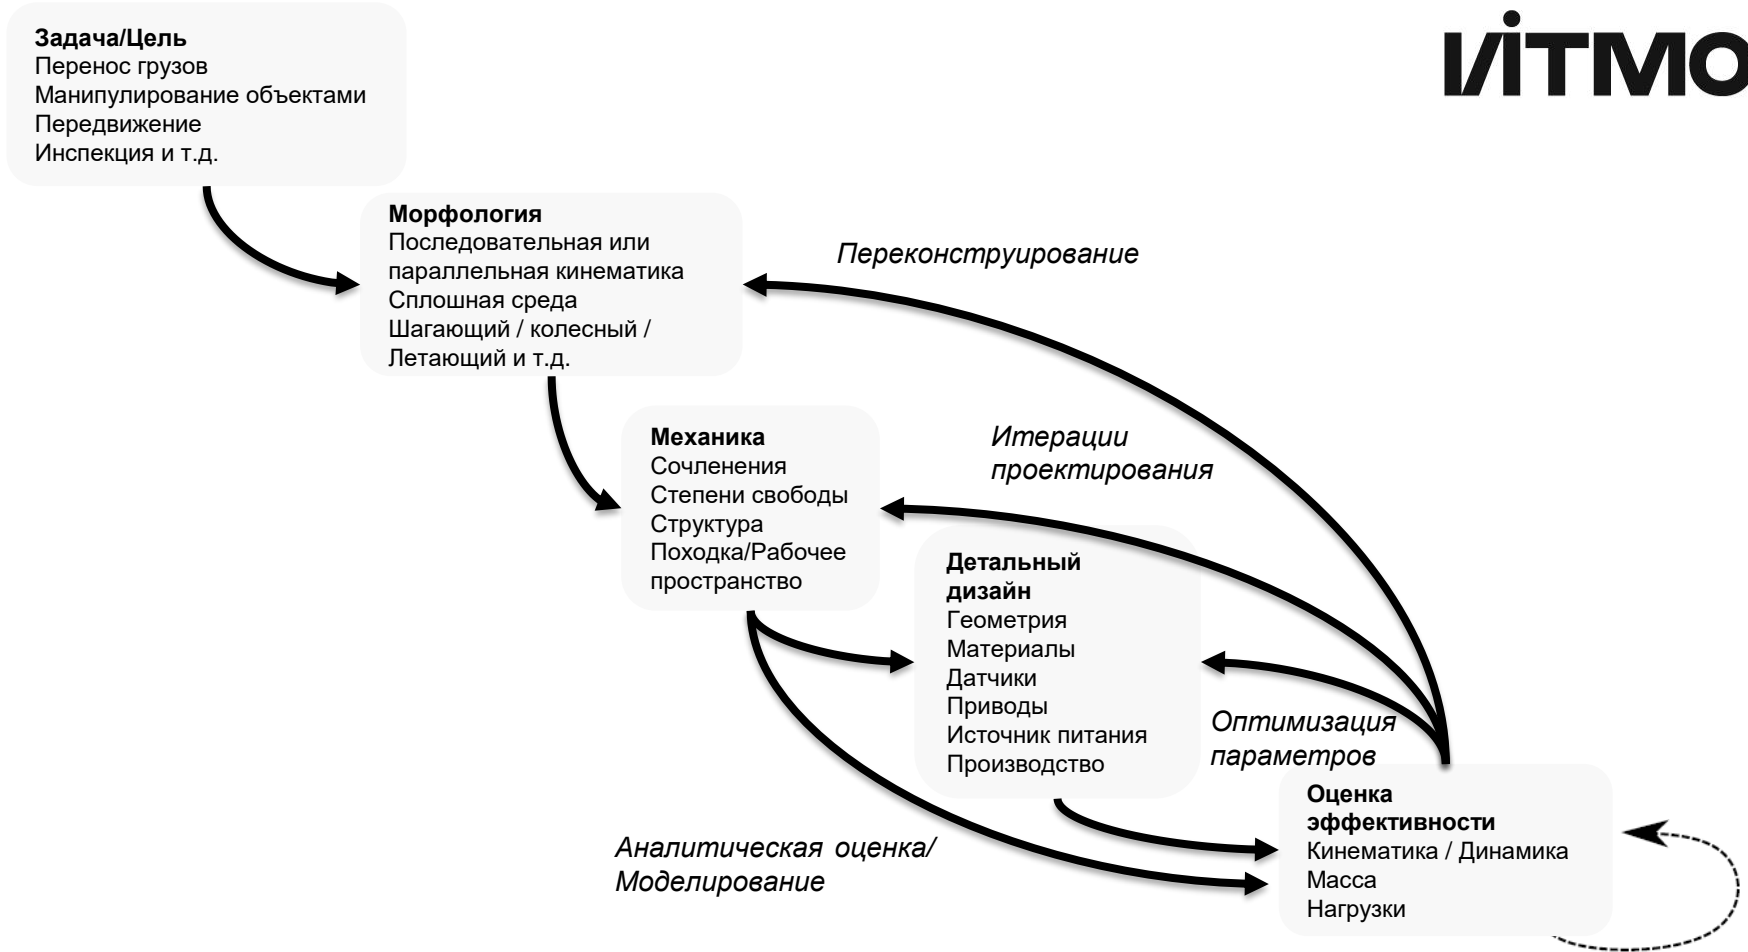 Задача/Цель
Перенос грузов
Манипулирование объектами
Передвижение
Инспекция и т.д.
ITMO
Морфология
Последовательная или
параллельная кинематика
Сплошная среда
Шагающий / колесный /
Летающий и т.д.
Переконструирование
Механика
Сочленения
Степени свободы
Структура
Походка/Рабочее
пространство
Итерации
проектирования
Детальный
дизайн
Геометрия
Материалы
Датчики
Приводы
Источник питания
Производство
Оптимизация
параметров
Оценка
эффективности
Кинематика / Динамика
Масса
Нагрузки
Аналитическая оценка/
Моделирование